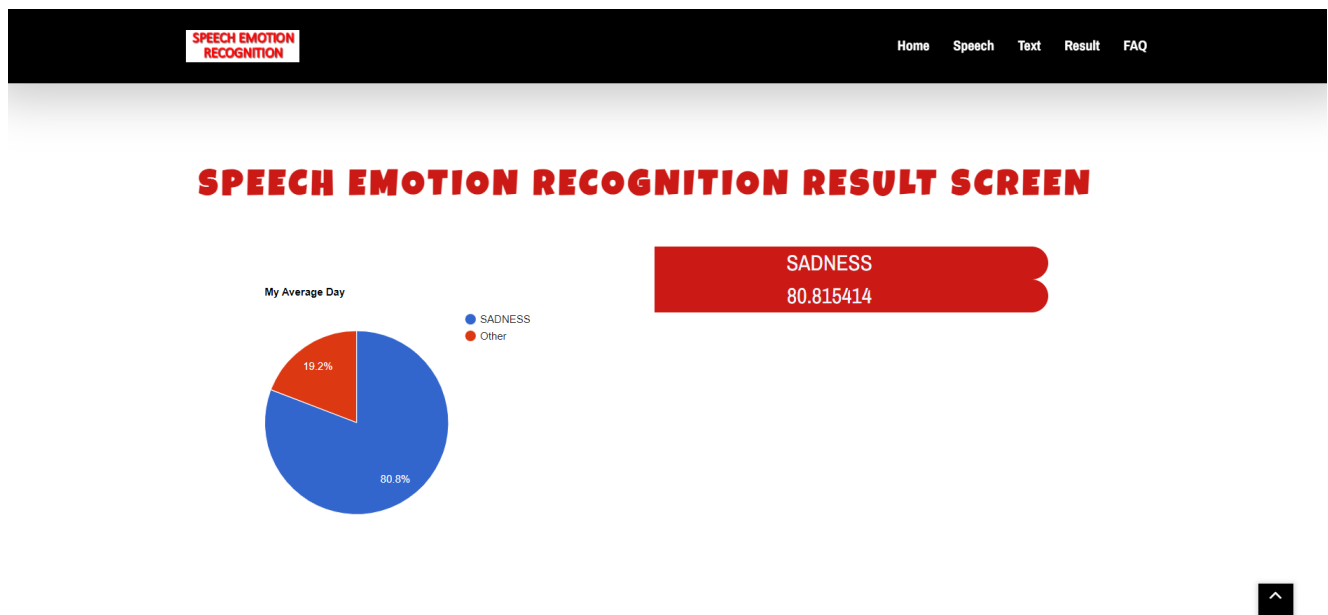 SPEECH EMOTION
RECOGNITION
Home Speech Text Result FAQ
SPEECH EMOTION RECOGNITION RESULT SCREEN
SADNESS
80.815414
My Average Day
SADNESS
Other
19.2%
80.8%